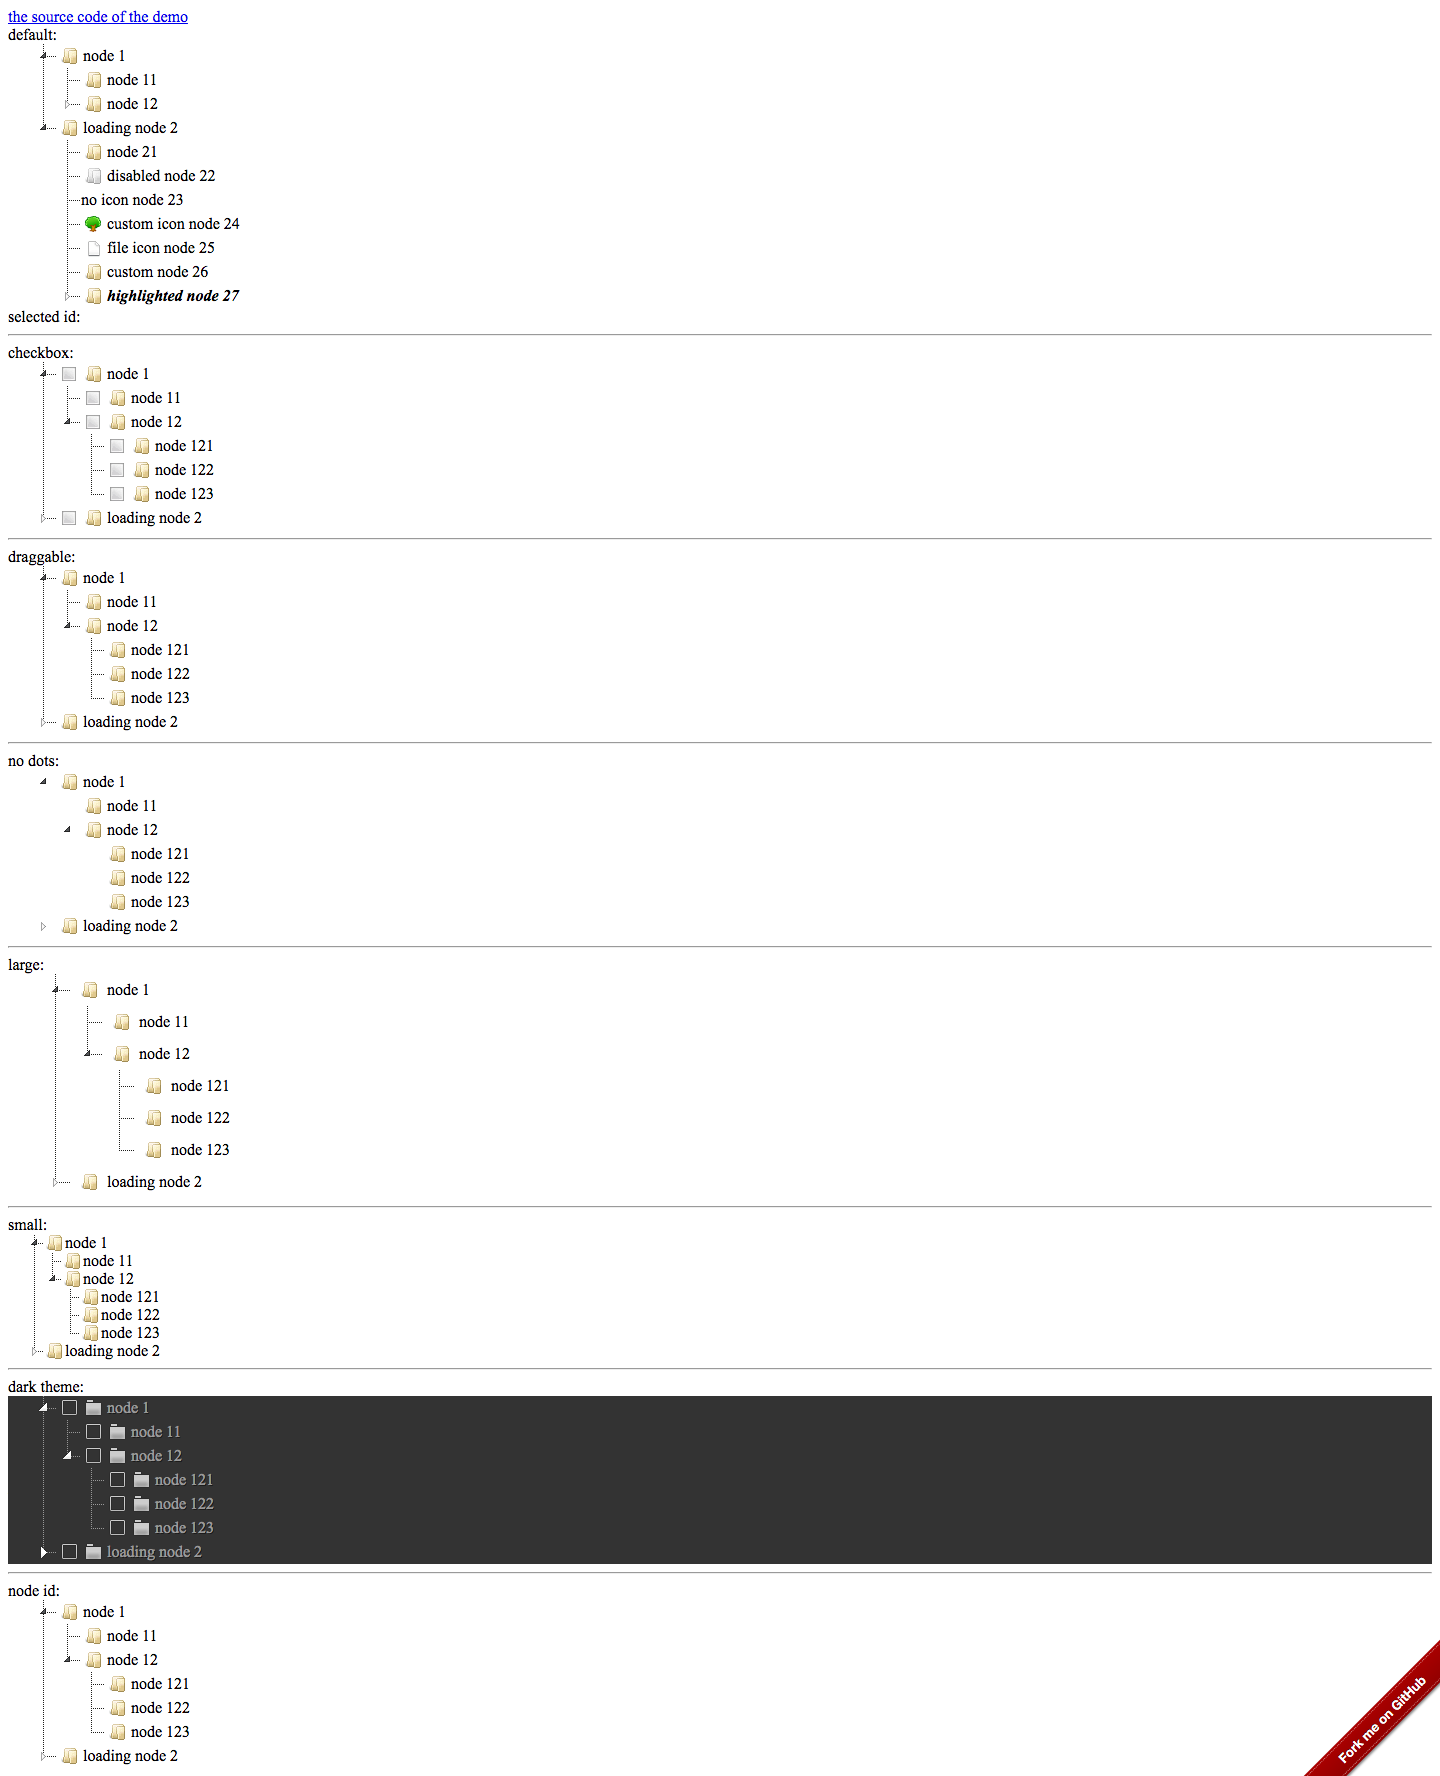 the source code of the demo
default:
node 1
node 11
node 12
loading node 2
node 21
disabled node 22
no icon node 23
custom icon node 24
file icon node 25
custom node 26
highlighted node 27
selected id:
checkbox:
node 1
node 11
node 12
node 121
node 122
node 123
loading node 2
draggable:
node 1
node 11
node 12
node 121
node 122
node 123
loading node 2
no dots:
node 1
node 11
node 12
node 121
node 122
node 123
loading node 2
large:
node 1
node 11
node 12
node 121
node 122
node 123
loading node 2
small:
node 1
node 11
node 12
node 121
node 122
node 123
loading node 2
dark theme:
node 1
node 11
node 12
node 121
node 122
node 123
loading node 2
node id:
node 1
node 11
node 12
node 121
node 122
node 123
loading node 2
Fork me on GitHub